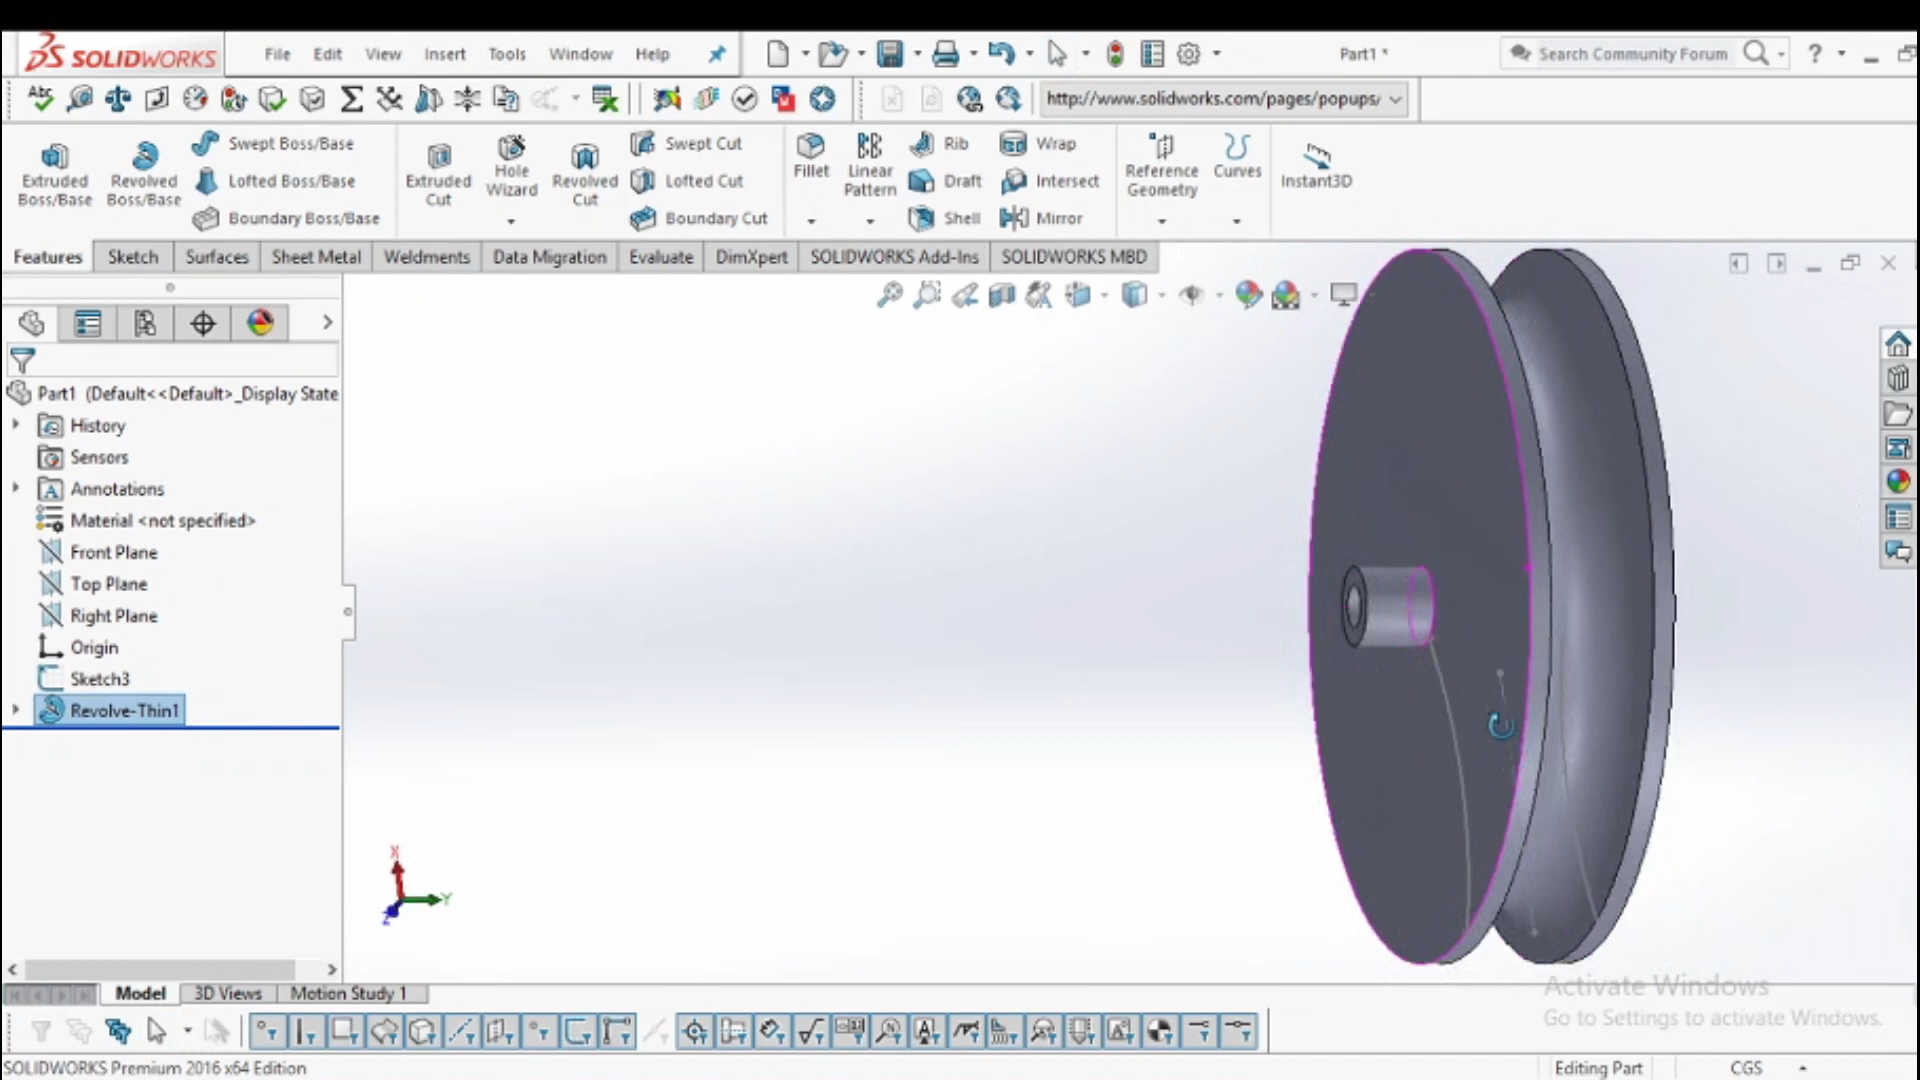 SOLIDWORKS File Edit View Insert Tools Window Help Part1 * Search Community Forum ?
Abc http://www.solidworks.com/pages/popups/
Extruded Boss/Base
Revolved Boss/Base
Swept Boss/Base
Lofted Boss/Base
Boundary Boss/Base
Extruded Cut
Hole Wizard
Revolved Cut
Swept Cut
Lofted Cut
Boundary Cut
Fillet
Linear Pattern
Rib
Draft
Shell
Wrap
Intersect
Mirror
Reference Geometry
Curves
Instant3D
Features Sketch Surfaces Sheet Metal Weldments Data Migration Evaluate DimXpert SOLIDWORKS Add-Ins SOLIDWORKS MBD
Part1 (Default<<Default>_Display State
History
Sensors
Annotations
Material <not specified>
Front Plane
Top Plane
Right Plane
Origin
Sketch3
Revolve-Thin1
X
Y
Z
Activate Windows
Go to Settings to activate Windows.
Model 3D Views Motion Study 1
SOLIDWORKS Premium 2016 x64 Edition Editing Part CGS